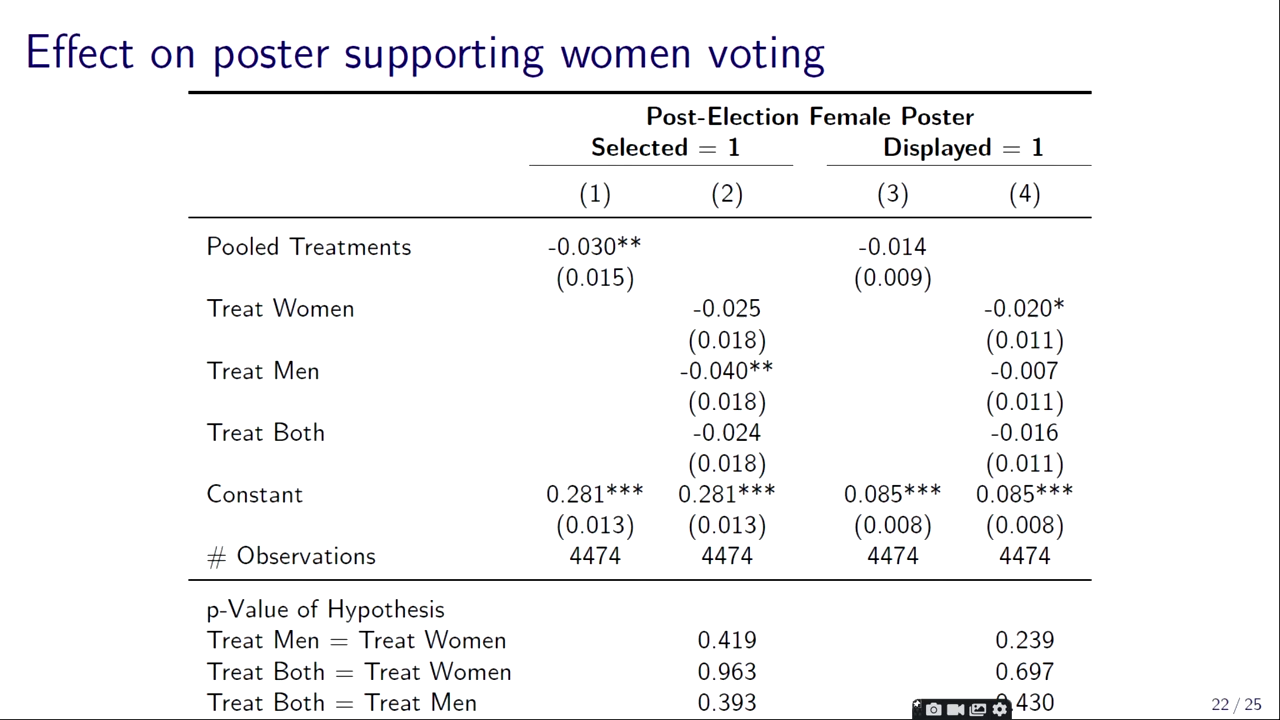 Effect on poster supporting women voting
Post-Election Female Poster
Selected = 1 Displayed = 1
(1) (2) (3) (4)
Pooled Treatments -0.030** -0.014
(0.015) (0.009)
Treat Women -0.025 -0.020*
(0.018) (0.011)
Treat Men -0.040** -0.007
(0.018) (0.011)
Treat Both -0.024 -0.016
(0.018) (0.011)
Constant 0.281*** 0.281*** 0.085*** 0.085***
(0.013) (0.013) (0.008) (0.008)
# Observations 4474 4474 4474 4474
p-Value of Hypothesis
Treat Men = Treat Women 0.419 0.239
Treat Both = Treat Women 0.963 0.697
Treat Both = Treat Men 0.393 .430
22 / 25